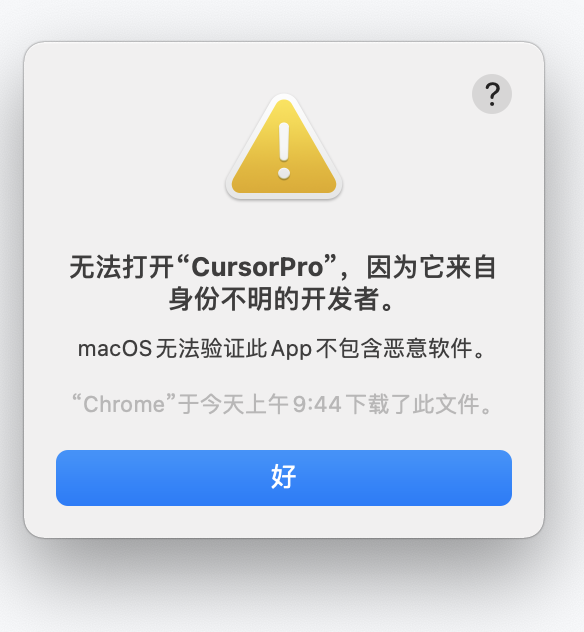 ?
无法打开“CursorPro”，因为它来自
身份不明的开发者。
macOS 无法验证此 App 不包含恶意软件。
“Chrome”于今天上午 9:44 下载了此文件。
好